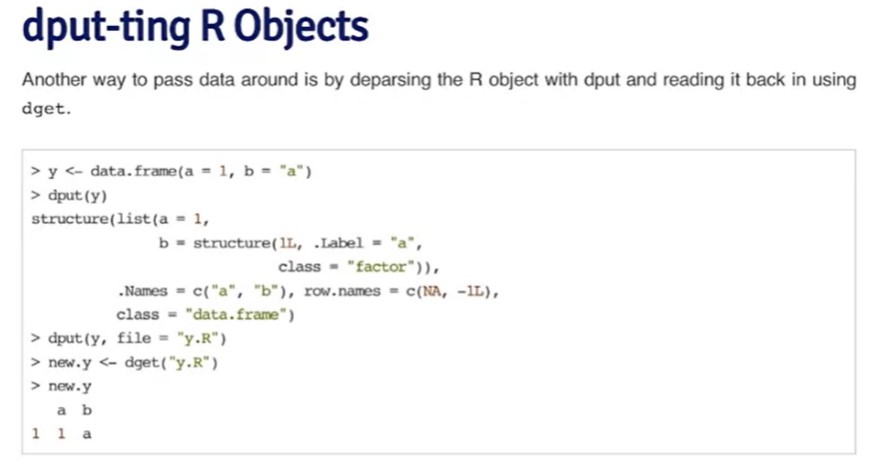 dput-ting R Objects
Another way to pass data around is by deparsing the R object with dput and reading it back in using
dget.
> y <- data.frame(a = 1, b = "a")
> dput(y)
structure(list(a = 1,
b = structure(1L, .Label = "a",
class = "factor")),
.Names = c("a", "b"), row.names = c(NA, -1L),
class = "data.frame")
> dput(y, file = "y.R")
> new.y <- dget("y.R")
> new.y
a b
1 1 a